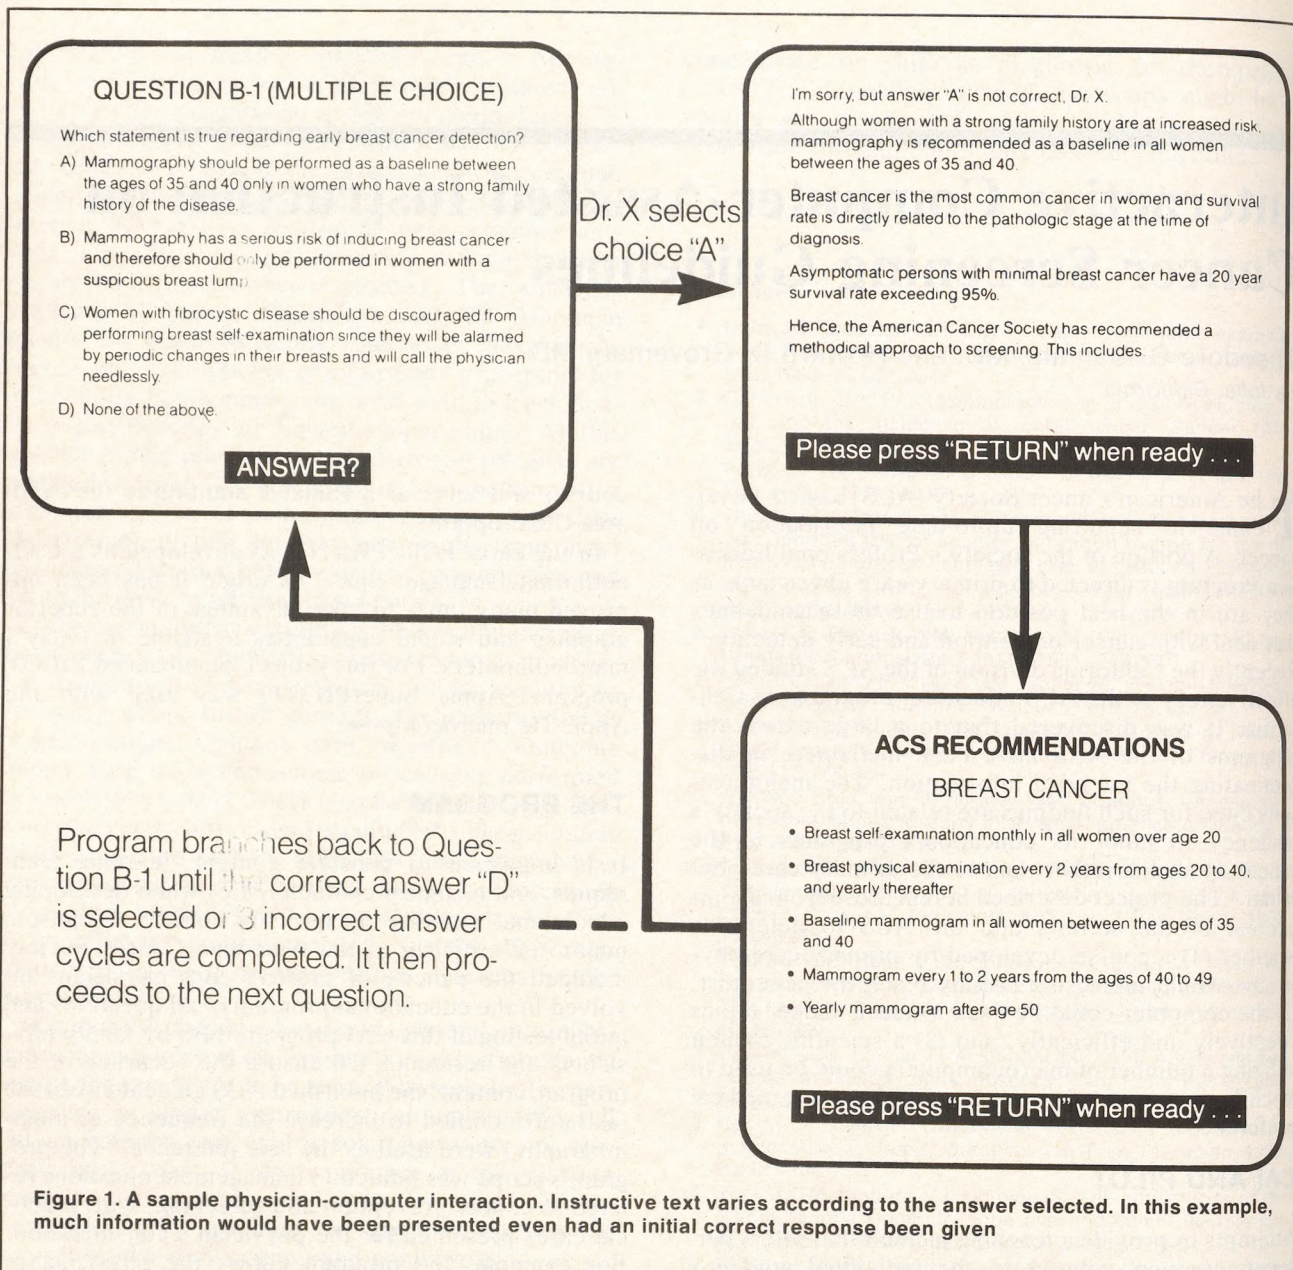 QUESTION B-1 (MULTIPLE CHOICE)
Which statement is true regarding early breast cancer detection?
A) Mammography should be performed as a baseline between
the ages of 35 and 40 only in women who have a strong family
history of the disease.
B) Mammography has a serious risk of inducing breast cancer
and therefore should only be performed in women with a
suspicious breast lump
C) Women with fibrocystic disease should be discouraged from
performing breast self-examination since they will be alarmed
by periodic changes in their breasts and will call the physician
needlessly.
D) None of the above.
ANSWER?
Dr. X selects
choice "A"
I'm sorry, but answer "A" is not correct, Dr. X.
Although women with a strong family history are at increased risk,
mammography is recommended as a baseline in all women
between the ages of 35 and 40.
Breast cancer is the most common cancer in women and survival
rate is directly related to the pathologic stage at the time of
diagnosis.
Asymptomatic persons with minimal breast cancer have a 20 year
survival rate exceeding 95%.
Hence, the American Cancer Society has recommended a
methodical approach to screening. This includes
Please press "RETURN" when ready . . .
ACS RECOMMENDATIONS
BREAST CANCER
• Breast self-examination monthly in all women over age 20
• Breast physical examination every 2 years from ages 20 to 40,
and yearly thereafter
• Baseline mammogram in all women between the ages of 35
and 40
• Mammogram every 1 to 2 years from the ages of 40 to 49
• Yearly mammogram after age 50
Please press "RETURN" when ready . . .
Program branches back to Ques-
tion B-1 until the correct answer "D"
is selected or 3 incorrect answer
cycles are completed. It then pro-
ceeds to the next question.
Figure 1. A sample physician-computer interaction. Instructive text varies according to the answer selected. In this example,
much information would have been presented even had an initial correct response been given